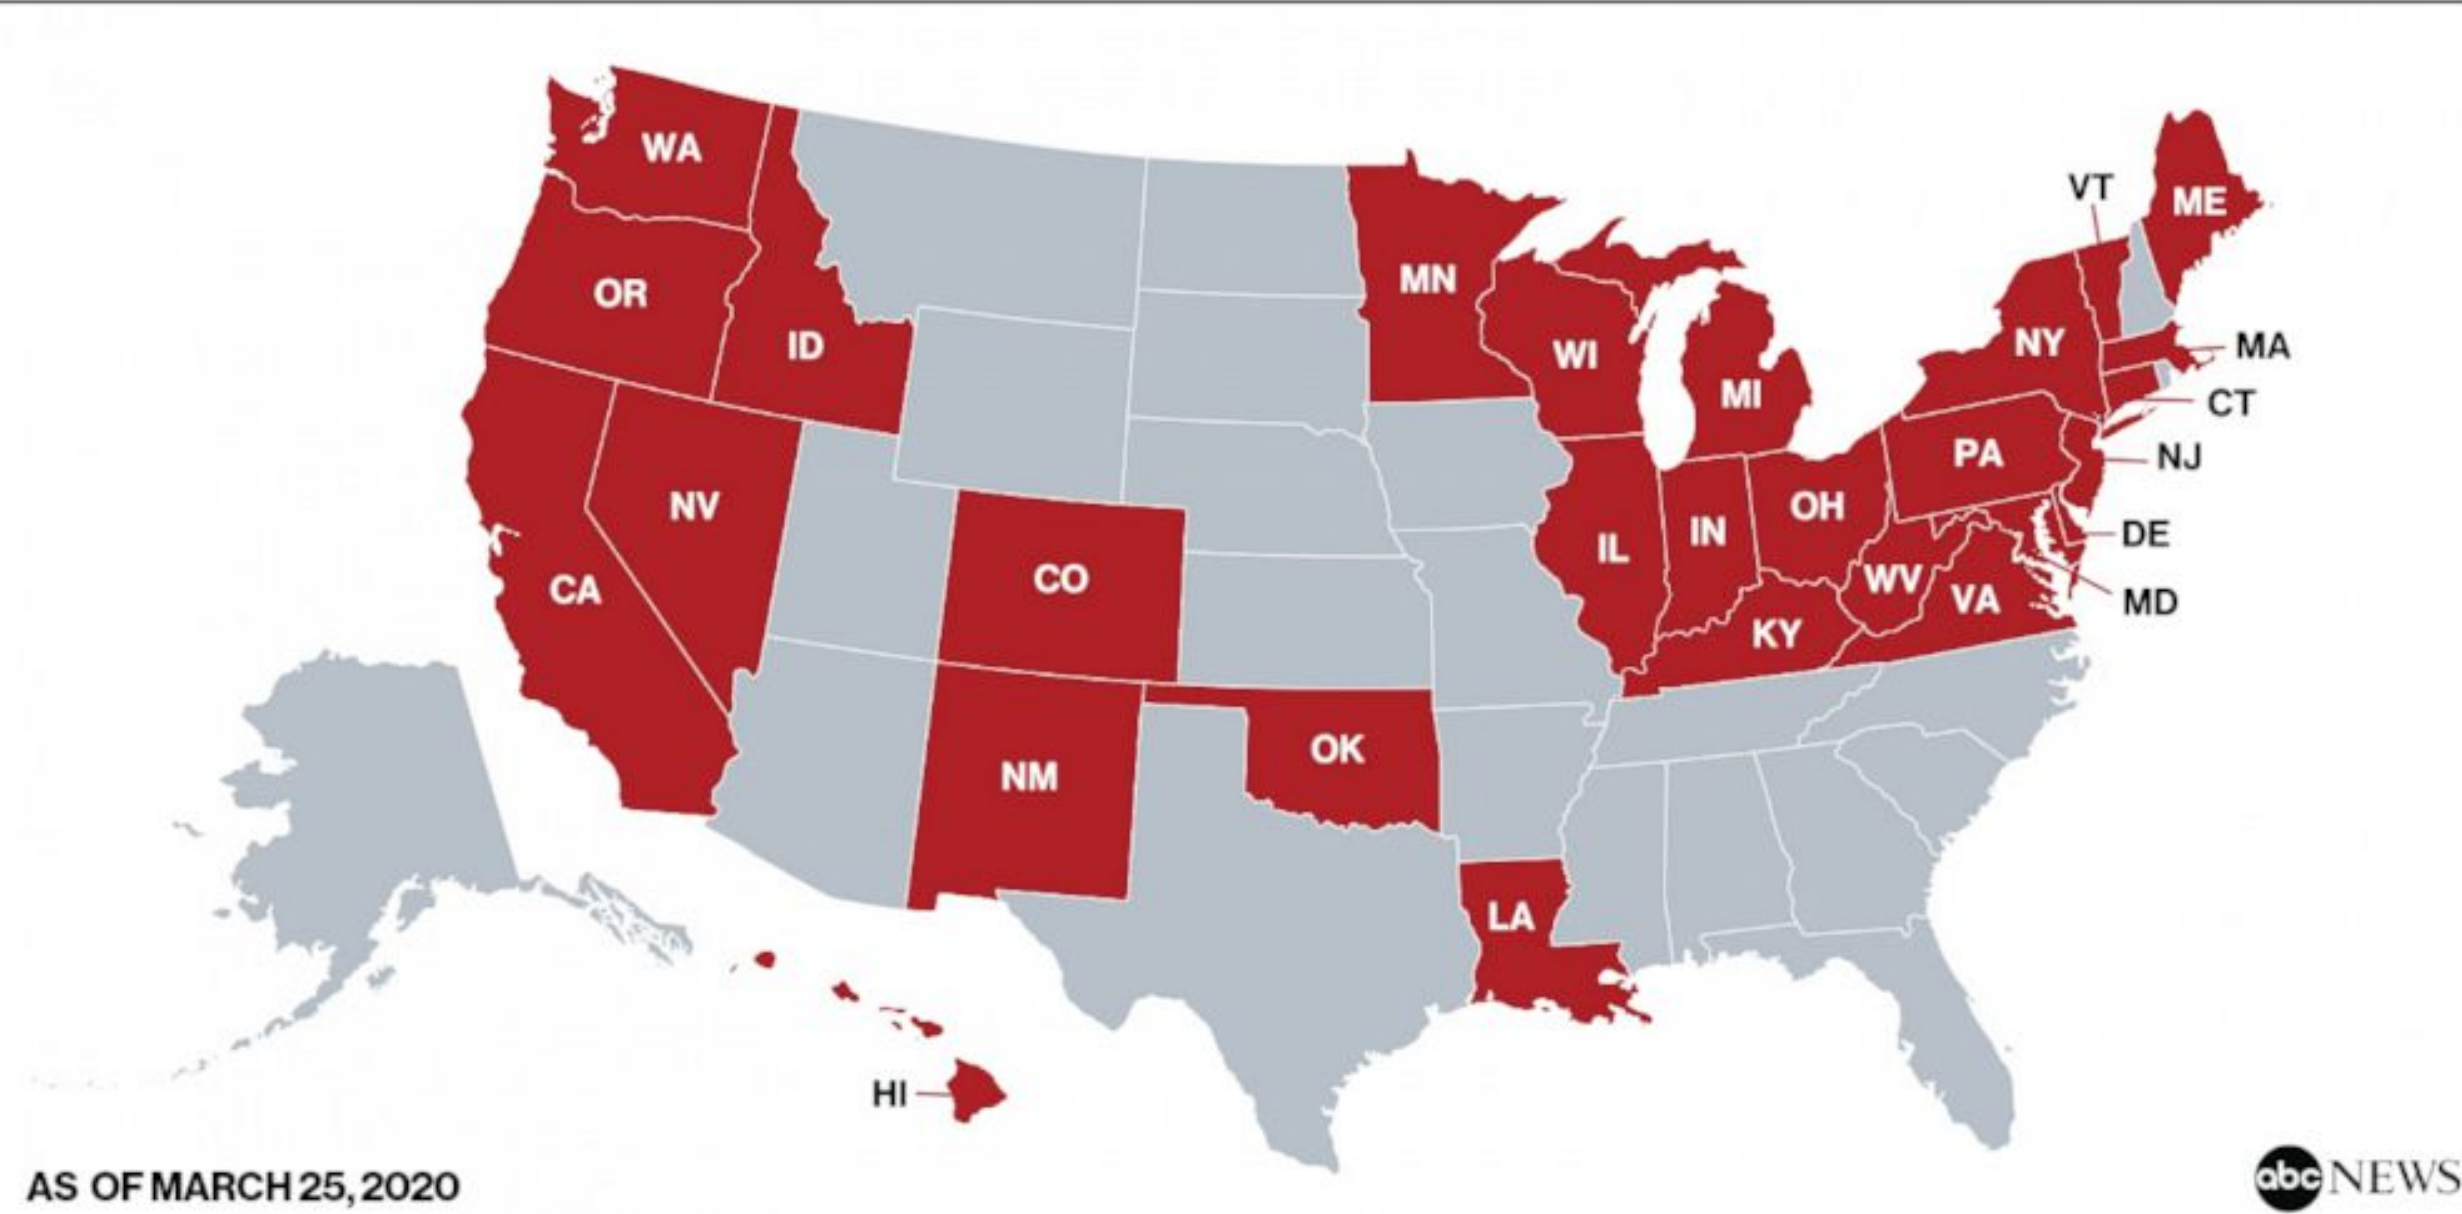 WA
VT
ME
OR
MN
ID
WI
NY
MA
MI
CT
PA
NJ
NV
OH
IN
IL
DE
CO
WV
CA
VA
MD
KY
OK
NM
LA
HI
AS OF MARCH 25, 2020
abc NEWS